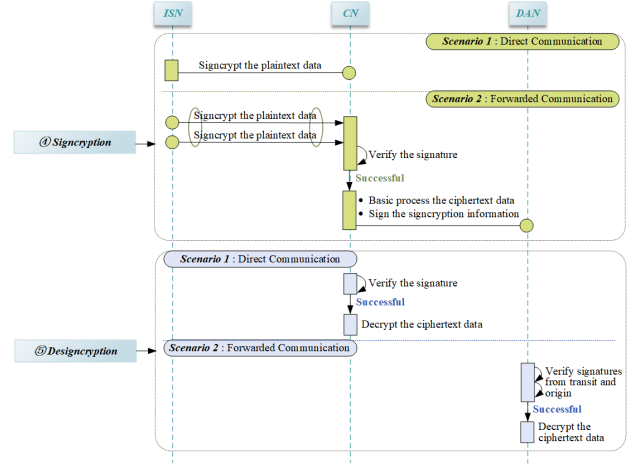 ISN
CN
DAN
Scenario 1 : Direct Communication
Signcrypt the plaintext data
Scenario 2 : Forwarded Communication
Signcrypt the plaintext data
Signcrypt the plaintext data
④ Signcryption
Verify the signature
Successful
• Basic process the ciphertext data
• Sign the signcryption information
Scenario 1 : Direct Communication
Verify the signature
Successful
Decrypt the ciphertext data
Scenario 2 : Forwarded Communication
⑤ Designcryption
Verify signatures
from transit and
origin
Successful
Decrypt the
ciphertext data